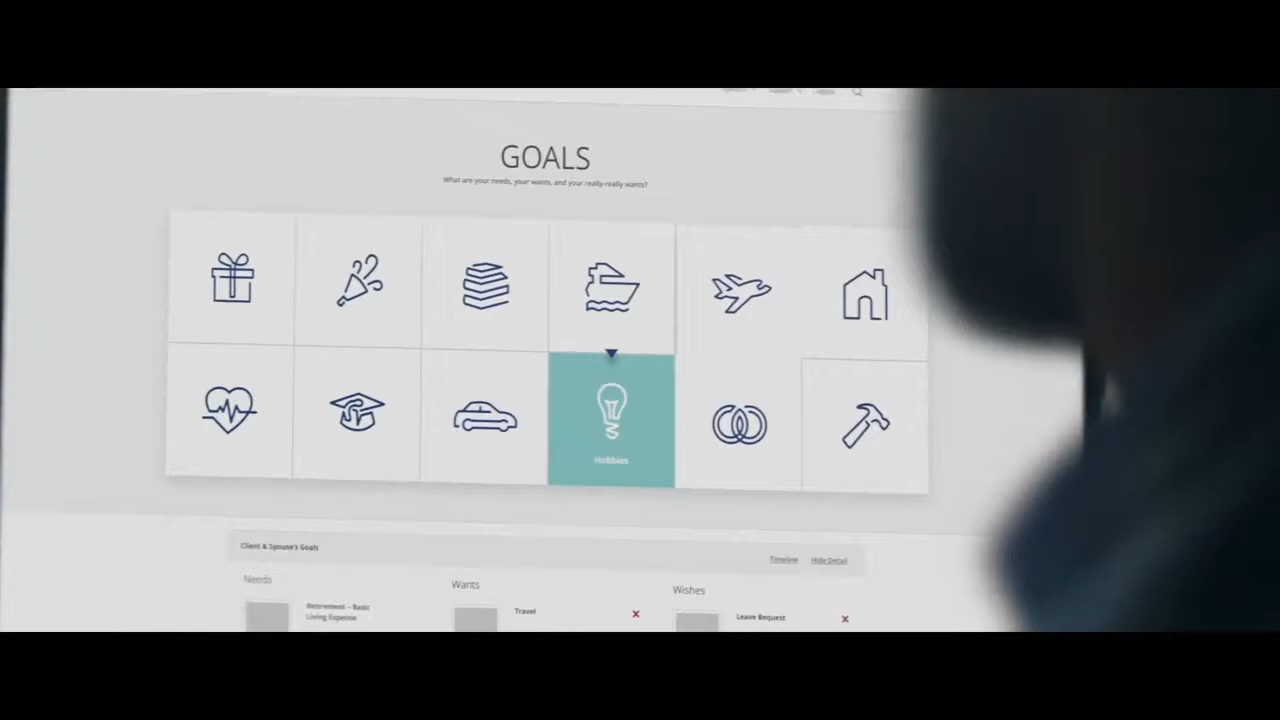 GOALS
What are your needs, your wants, and your really-really wants?
Hobbies
Client & Spouse's Goals
Timeline
Hide Detail
Needs
Wants
Wishes
Retirement – Basic
Living Expense
Travel
Leave Bequest